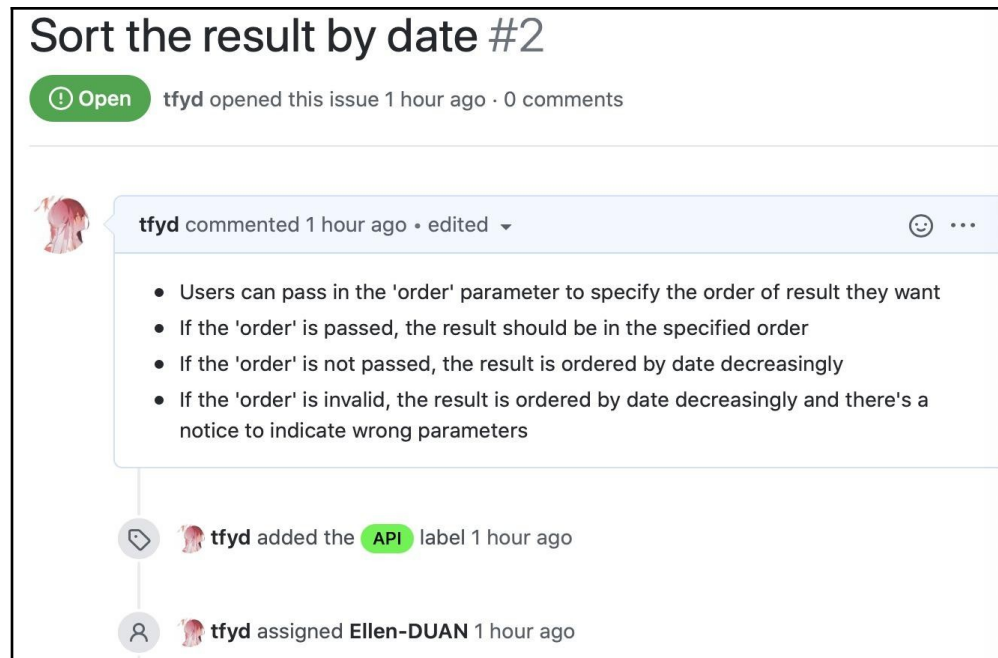 Sort the result by date #2
Open tfyd opened this issue 1 hour ago · 0 comments
tfyd commented 1 hour ago • edited
• Users can pass in the 'order' parameter to specify the order of result they want
• If the 'order' is passed, the result should be in the specified order
• If the 'order' is not passed, the result is ordered by date decreasingly
• If the 'order' is invalid, the result is ordered by date decreasingly and there's a
notice to indicate wrong parameters
tfyd added the API label 1 hour ago
tfyd assigned Ellen-DUAN 1 hour ago